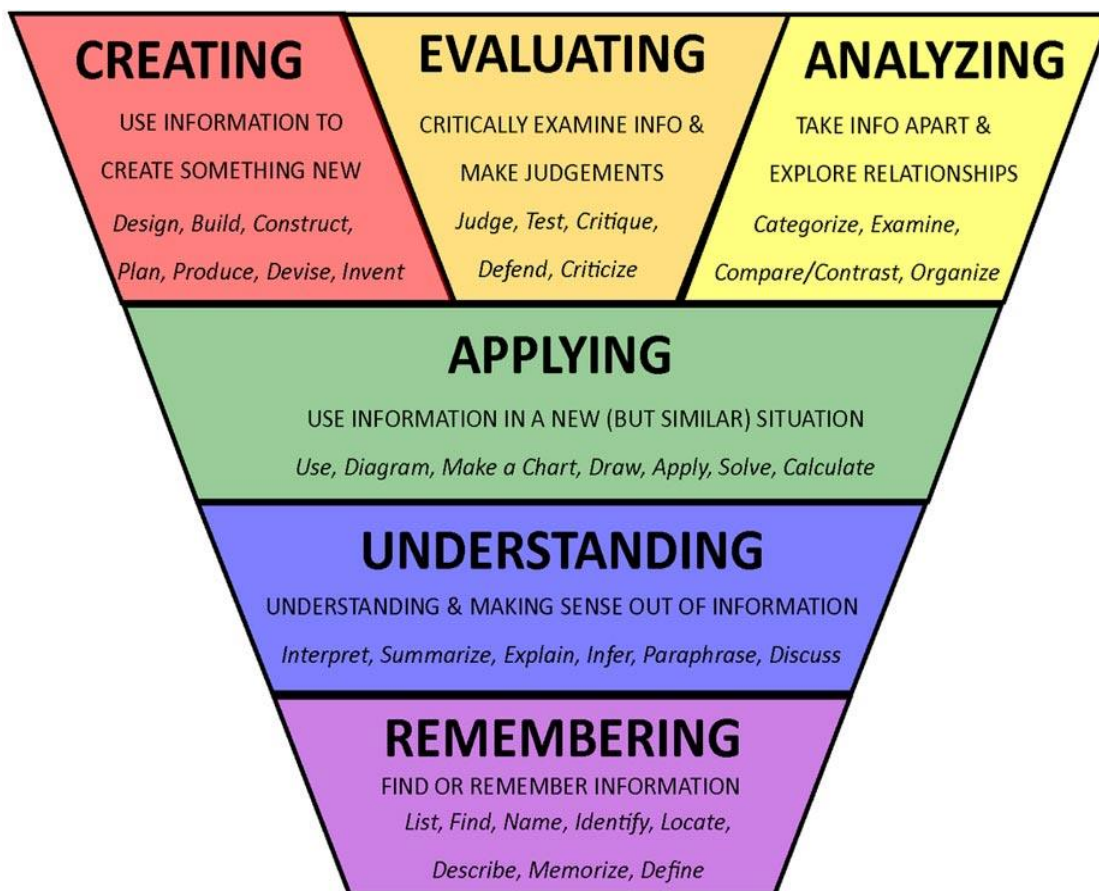 CREATING
USE INFORMATION TO
CREATE SOMETHING NEW
Design, Build, Construct,
Plan, Produce, Devise, Invent
EVALUATING
CRITICALLY EXAMINE INFO &
MAKE JUDGEMENTS
Judge, Test, Critique,
Defend, Criticize
ANALYZING
TAKE INFO APART &
EXPLORE RELATIONSHIPS
Categorize, Examine,
Compare/Contrast, Organize
APPLYING
USE INFORMATION IN A NEW (BUT SIMILAR) SITUATION
Use, Diagram, Make a Chart, Draw, Apply, Solve, Calculate
UNDERSTANDING
UNDERSTANDING & MAKING SENSE OUT OF INFORMATION
Interpret, Summarize, Explain, Infer, Paraphrase, Discuss
REMEMBERING
FIND OR REMEMBER INFORMATION
List, Find, Name, Identify, Locate,
Describe, Memorize, Define